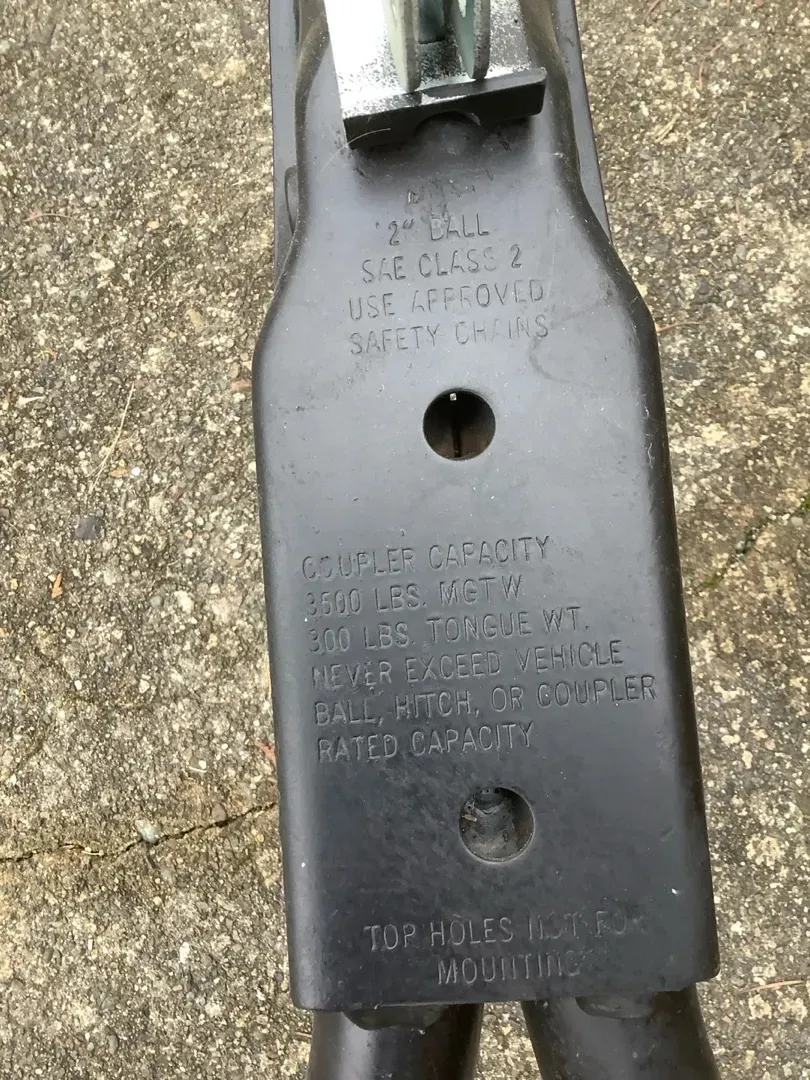 2" BALL
SAE CLASS 2
USE APPROVED
SAFETY CHAINS
COUPLER CAPACITY
3500 LBS. MGTW
300 LBS. TONGUE WT.
NEVER EXCEED VEHICLE
BALL, HITCH, OR COUPLER
RATED CAPACITY
TOP HOLES NOT FOR
MOUNTING